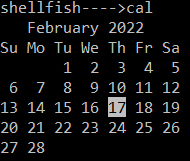 shellfish---->cal
   February 2022
Su Mo Tu We Th Fr Sa
       1  2  3  4  5
 6  7  8  9 10 11 12
13 14 15 16 17 18 19
20 21 22 23 24 25 26
27 28